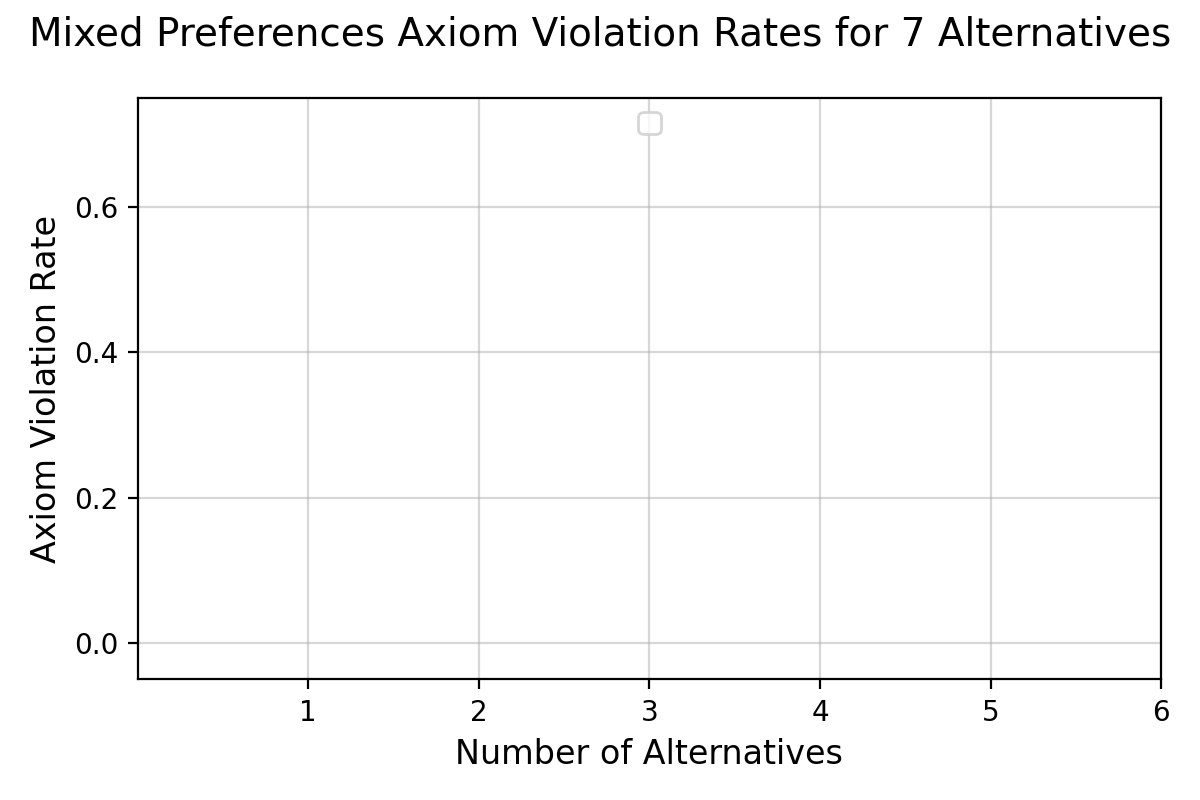 Mixed Preferences Axiom Violation Rates for 7 Alternatives
Axiom Violation Rate
0.6
0.4
0.2
0.0
1 2 3 4 5 6
Number of Alternatives